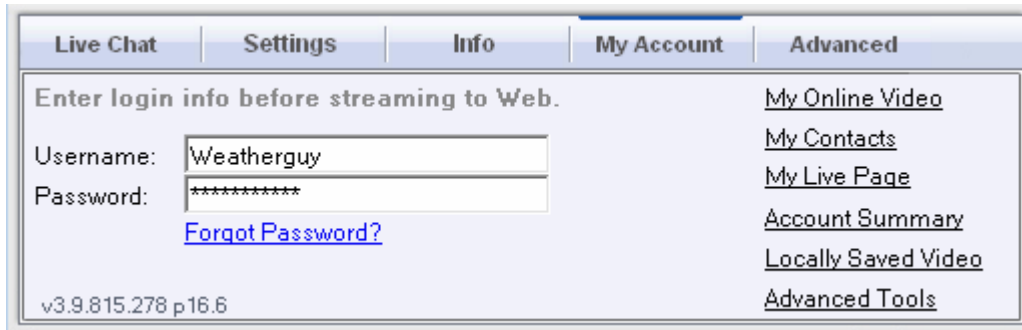 Live Chat Settings Info My Account Advanced
Enter login info before streaming to Web.
Username: Weatherguy
Password: ***********
Forgot Password?
v3.9.815.278 p16.6
My Online Video
My Contacts
My Live Page
Account Summary
Locally Saved Video
Advanced Tools